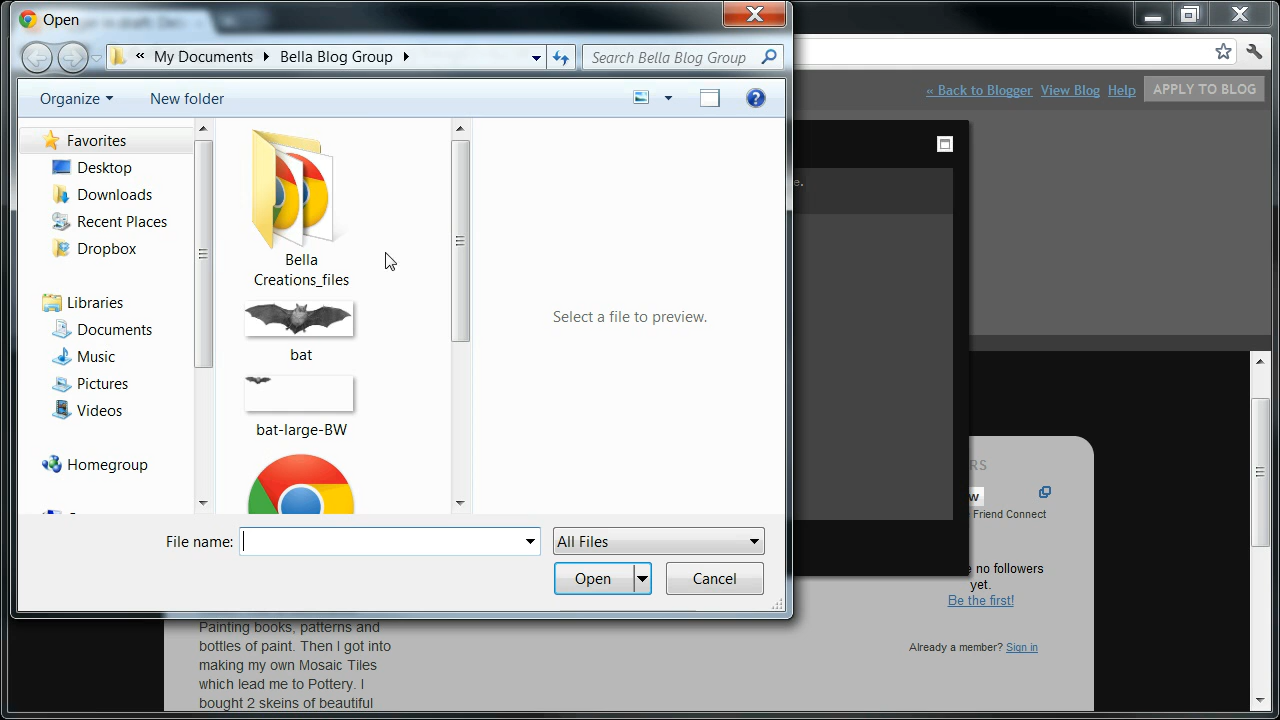 Open
« My Documents Bella Blog Group
Search Bella Blog Group
Organize
New folder
« Back to Blogger View Blog Help APPLY TO BLOG
Favorites
Desktop
Downloads
Recent Places
Dropbox
Libraries
Documents
Music
Pictures
Videos
Homegroup
Bella
Creations_files
bat
bat-large-BW
Select a file to preview.
File name:
All Files
Open
Cancel
e.
RS
w
Friend Connect
no followers
yet.
Be the first!
Already a member? Sign in
Painting books, patterns and
bottles of paint. Then I got into
making my own Mosaic Tiles
which lead me to Pottery. I
bought 2 skeins of beautiful